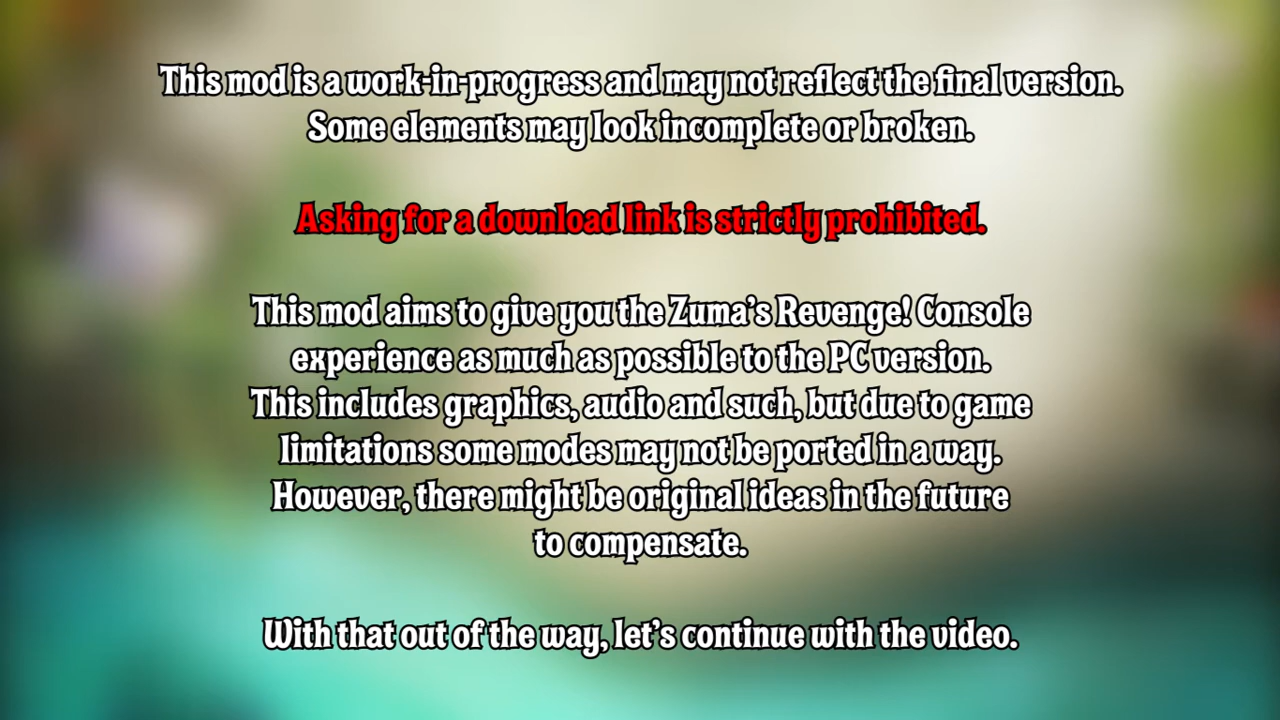 This mod is a work-in-progress and may not reflect the final version.
Some elements may look incomplete or broken.
Asking for a download link is strictly prohibited.
This mod aims to give you the Zuma's Revenge! Console
experience as much as possible to the PC version.
This includes graphics, audio and such, but due to game
limitations some modes may not be ported in a way.
However, there might be original ideas in the future
to compensate.
With that out of the way, let's continue with the video.